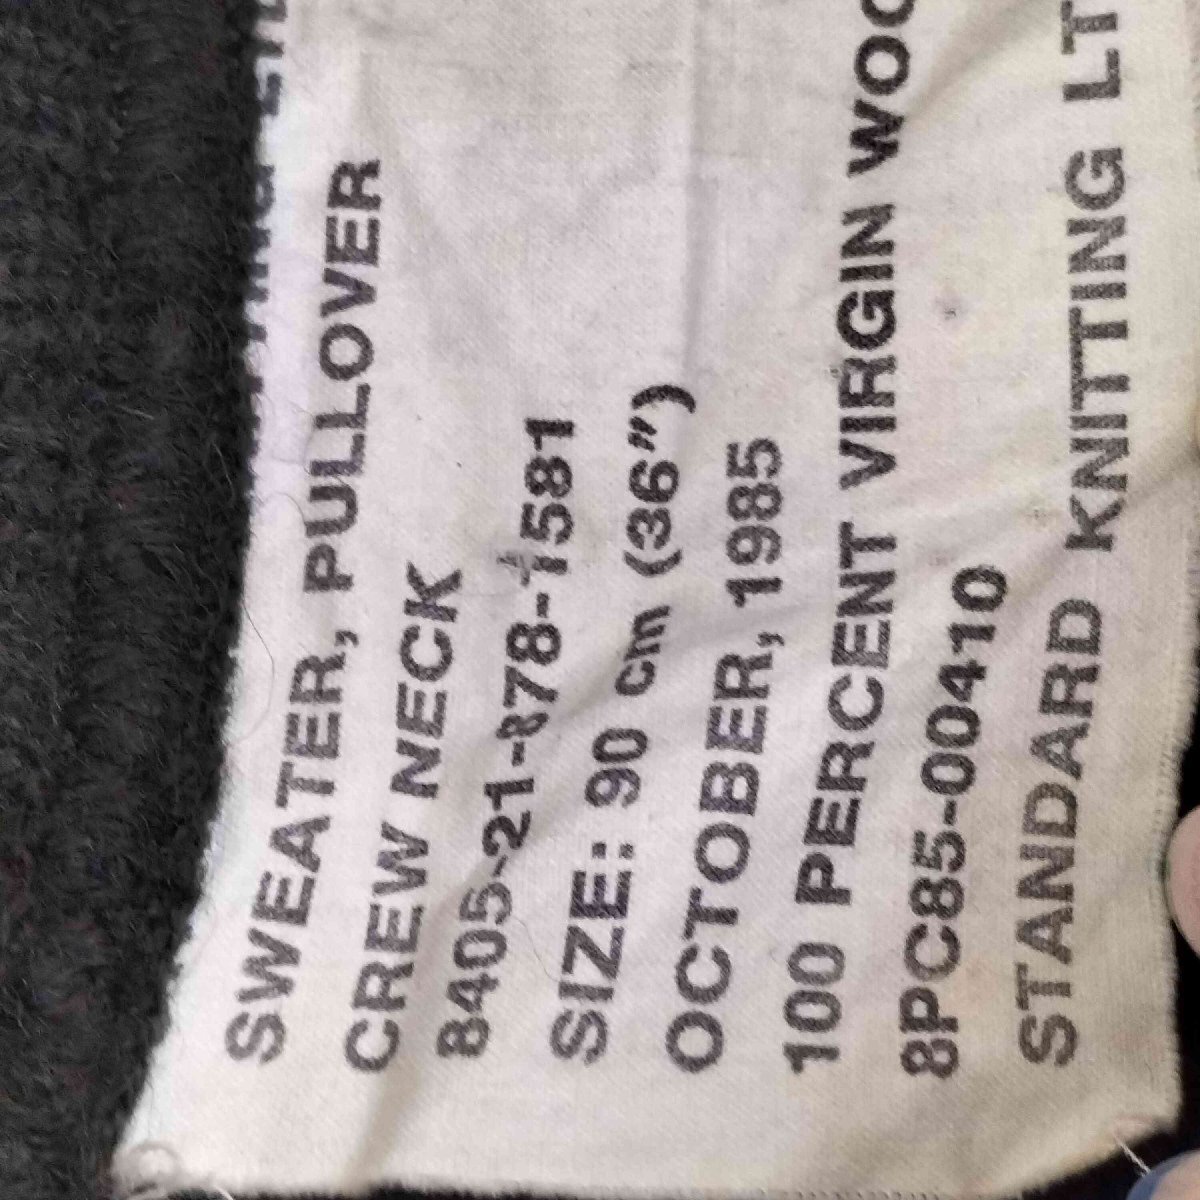 SWEATER, PULLOVER
CREW NECK
8405-21-878-1581
SIZE: 90 cm (36")
OCTOBER, 1985
100 PERCENT VIRGIN WOO
8PC85-00410
STANDARD KNITTING LT